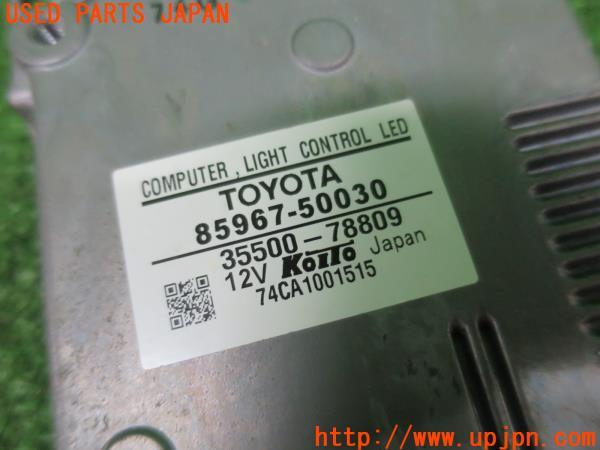 USED PARTS JAPAN
COMPUTER, LIGHT CONTROL LED
TOYOTA
85967-50030
35500-78809
12V KOITO Japan
74CA1001515
http://www.upjpn.com